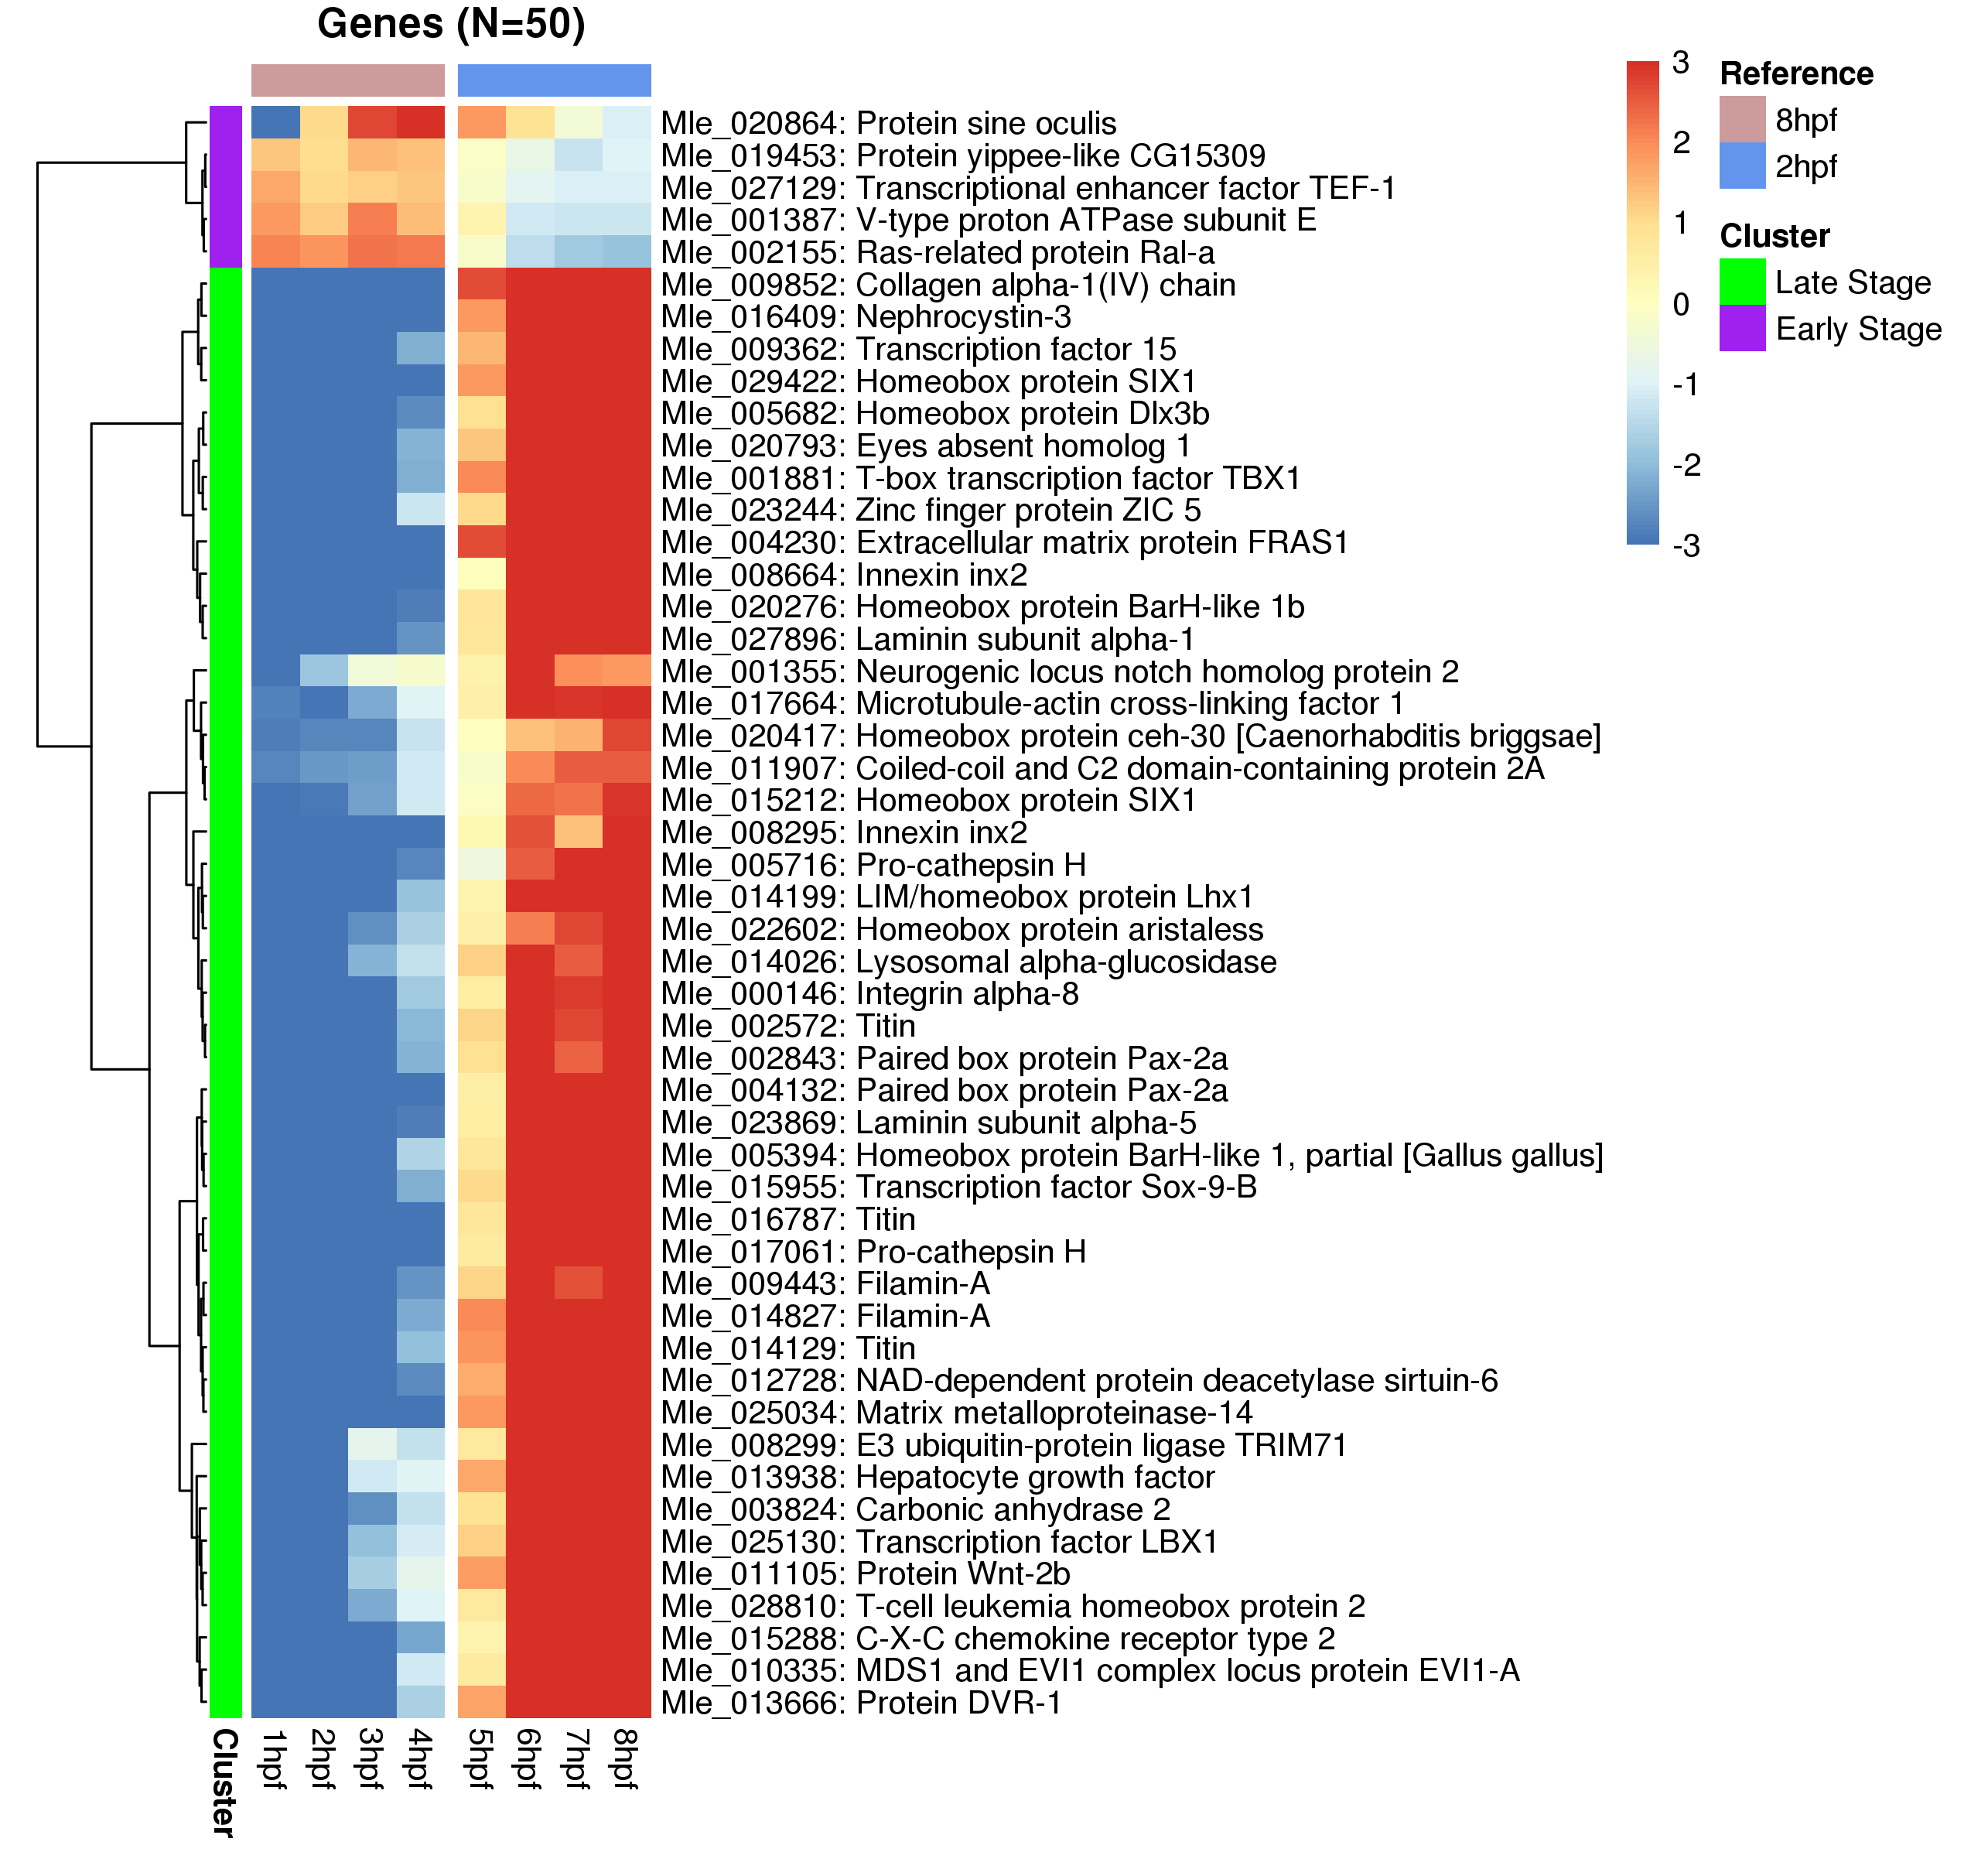 Genes (N=50)
Mle_020864: Protein sine oculis
Mle_019453: Protein yippee-like CG15309
Mle_027129: Transcriptional enhancer factor TEF-1
Mle_001387: V-type proton ATPase subunit E
Mle_002155: Ras-related protein Ral-a
Mle_009852: Collagen alpha-1(IV) chain
Mle_016409: Nephrocystin-3
Mle_009362: Transcription factor 15
Mle_029422: Homeobox protein SIX1
Mle_005682: Homeobox protein Dlx3b
Mle_020793: Eyes absent homolog 1
Mle_001881: T-box transcription factor TBX1
Mle_023244: Zinc finger protein ZIC 5
Mle_004230: Extracellular matrix protein FRAS1
Mle_008664: Innexin inx2
Mle_020276: Homeobox protein BarH-like 1b
Mle_027896: Laminin subunit alpha-1
Mle_001355: Neurogenic locus notch homolog protein 2
Mle_017664: Microtubule-actin cross-linking factor 1
Mle_020417: Homeobox protein ceh-30 [Caenorhabditis briggsae]
Mle_011907: Coiled-coil and C2 domain-containing protein 2A
Mle_015212: Homeobox protein SIX1
Mle_008295: Innexin inx2
Mle_005716: Pro-cathepsin H
Mle_014199: LIM/homeobox protein Lhx1
Mle_022602: Homeobox protein aristaless
Mle_014026: Lysosomal alpha-glucosidase
Mle_000146: Integrin alpha-8
Mle_002572: Titin
Mle_002843: Paired box protein Pax-2a
Mle_004132: Paired box protein Pax-2a
Mle_023869: Laminin subunit alpha-5
Mle_005394: Homeobox protein BarH-like 1, partial [Gallus gallus]
Mle_015955: Transcription factor Sox-9-B
Mle_016787: Titin
Mle_017061: Pro-cathepsin H
Mle_009443: Filamin-A
Mle_014827: Filamin-A
Mle_014129: Titin
Mle_012728: NAD-dependent protein deacetylase sirtuin-6
Mle_025034: Matrix metalloproteinase-14
Mle_008299: E3 ubiquitin-protein ligase TRIM71
Mle_013938: Hepatocyte growth factor
Mle_003824: Carbonic anhydrase 2
Mle_025130: Transcription factor LBX1
Mle_011105: Protein Wnt-2b
Mle_028810: T-cell leukemia homeobox protein 2
Mle_015288: C-X-C chemokine receptor type 2
Mle_010335: MDS1 and EVI1 complex locus protein EVI1-A
Mle_013666: Protein DVR-1
Cluster
1hpf
2hpf
3hpf
4hpf
5hpf
6hpf
7hpf
8hpf
3
2
1
0
-1
-2
-3
Reference
8hpf
2hpf
Cluster
Late Stage
Early Stage